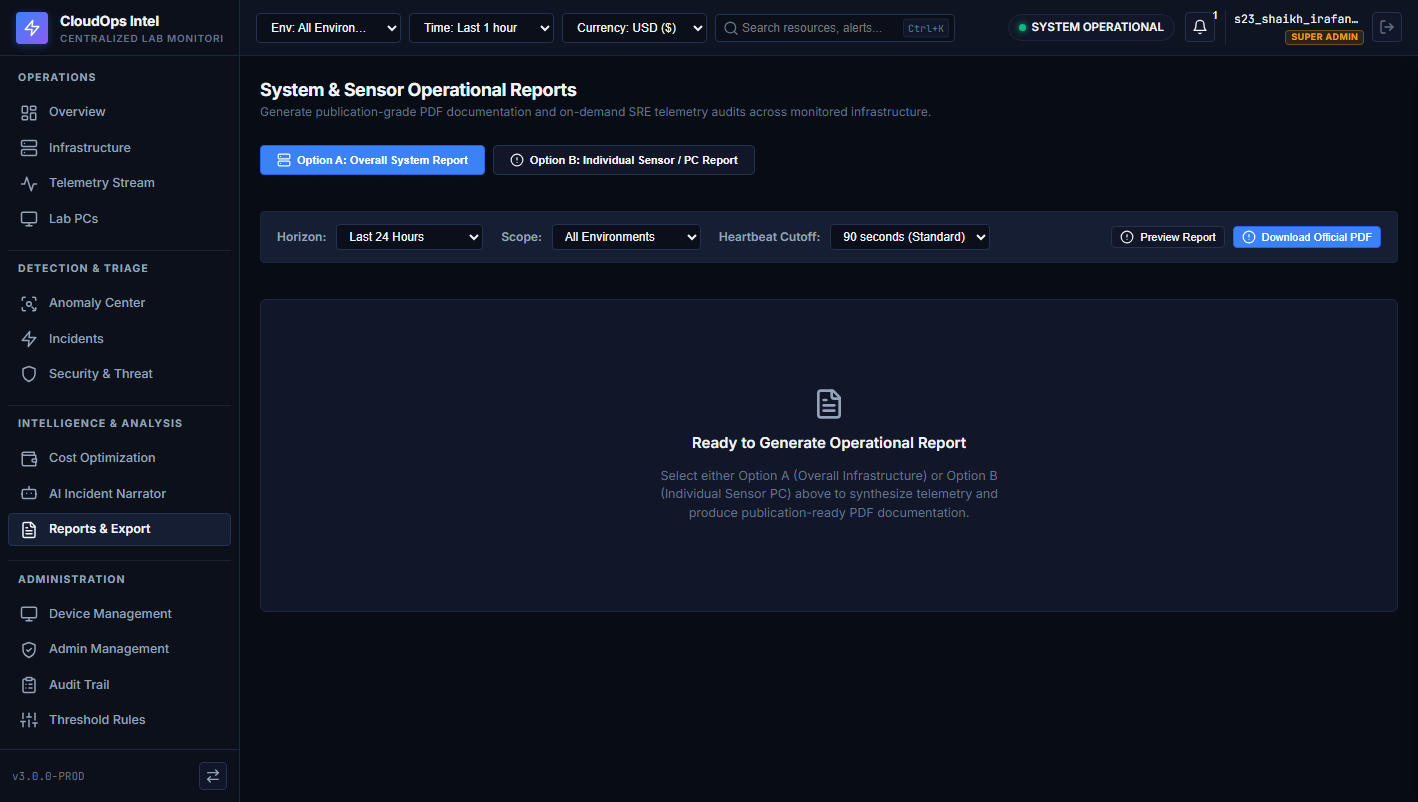 CloudOps Intel
CENTRALIZED LAB MONITORI
Env: All Environ...
Time: Last 1 hour
Currency: USD ($)
Search resources, alerts...
Ctrl+K
SYSTEM OPERATIONAL
1
s23_shaikh_irafan...
SUPER ADMIN
OPERATIONS
Overview
Infrastructure
Telemetry Stream
Lab PCs
DETECTION & TRIAGE
Anomaly Center
Incidents
Security & Threat
INTELLIGENCE & ANALYSIS
Cost Optimization
AI Incident Narrator
Reports & Export
ADMINISTRATION
Device Management
Admin Management
Audit Trail
Threshold Rules
v3.0.0-PROD
System & Sensor Operational Reports
Generate publication-grade PDF documentation and on-demand SRE telemetry audits across monitored infrastructure.
Option A: Overall System Report
Option B: Individual Sensor / PC Report
Horizon:
Last 24 Hours
Scope:
All Environments
Heartbeat Cutoff:
90 seconds (Standard)
Preview Report
Download Official PDF
Ready to Generate Operational Report
Select either Option A (Overall Infrastructure) or Option B
(Individual Sensor PC) above to synthesize telemetry and
produce publication-ready PDF documentation.